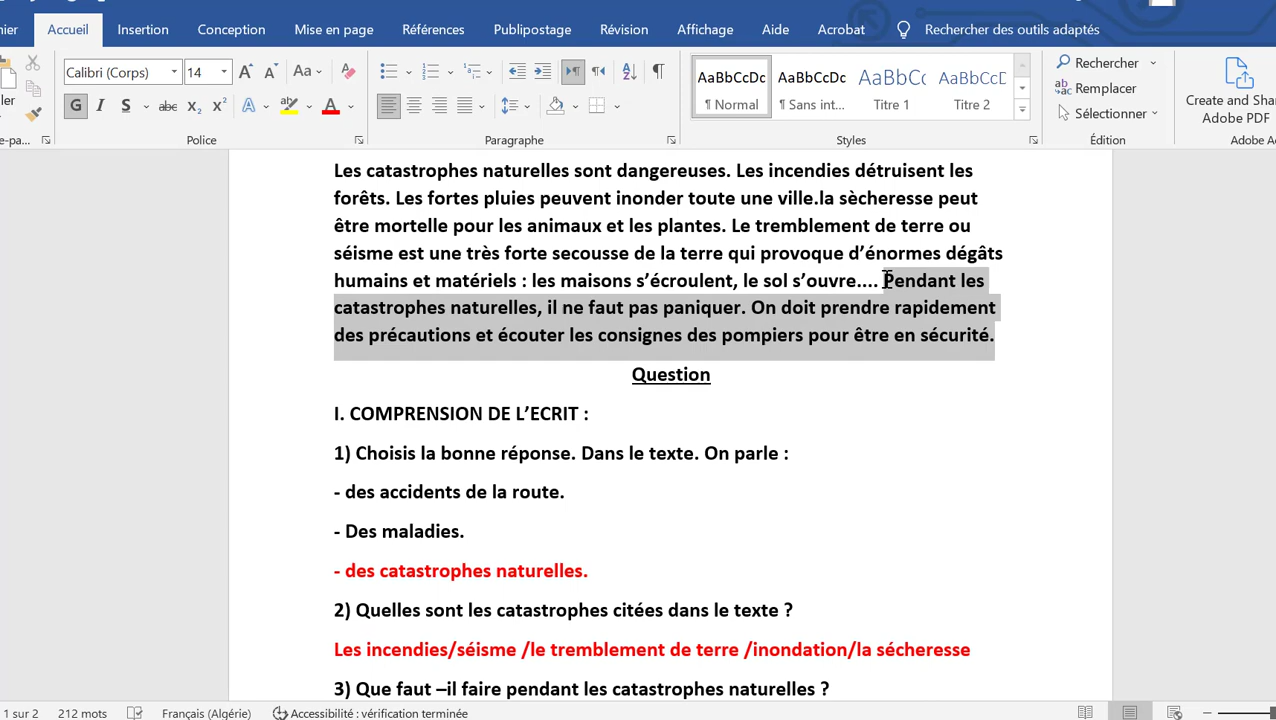 Accueil Insertion Conception Mise en page Références Publipostage Révision Affichage Aide Acrobat Rechercher des outils adaptés
Calibri (Corps) 14 Aa
AaBbCcDc AaBbCcDc AaBbCc AaBbCcD
¶ Normal ¶ Sans int... Titre 1 Titre 2
Rechercher
Remplacer
Sélectionner
Create and Sha
Adobe PDF
Police Paragraphe Styles Édition Adobe A
Les catastrophes naturelles sont dangereuses. Les incendies détruisent les
forêts. Les fortes pluies peuvent inonder toute une ville.la sècheresse peut
être mortelle pour les animaux et les plantes. Le tremblement de terre ou
séisme est une très forte secousse de la terre qui provoque d’énormes dégâts
humains et matériels : les maisons s’écroulent, le sol s’ouvre.... Pendant les
catastrophes naturelles, il ne faut pas paniquer. On doit prendre rapidement
des précautions et écouter les consignes des pompiers pour être en sécurité.
Question
I. COMPRENSION DE L’ECRIT :
1) Choisis la bonne réponse. Dans le texte. On parle :
- des accidents de la route.
- Des maladies.
- des catastrophes naturelles.
2) Quelles sont les catastrophes citées dans le texte ?
Les incendies/séisme /le tremblement de terre /inondation/la sécheresse
3) Que faut –il faire pendant les catastrophes naturelles ?
1 sur 2 212 mots Français (Algérie) Accessibilité : vérification terminée